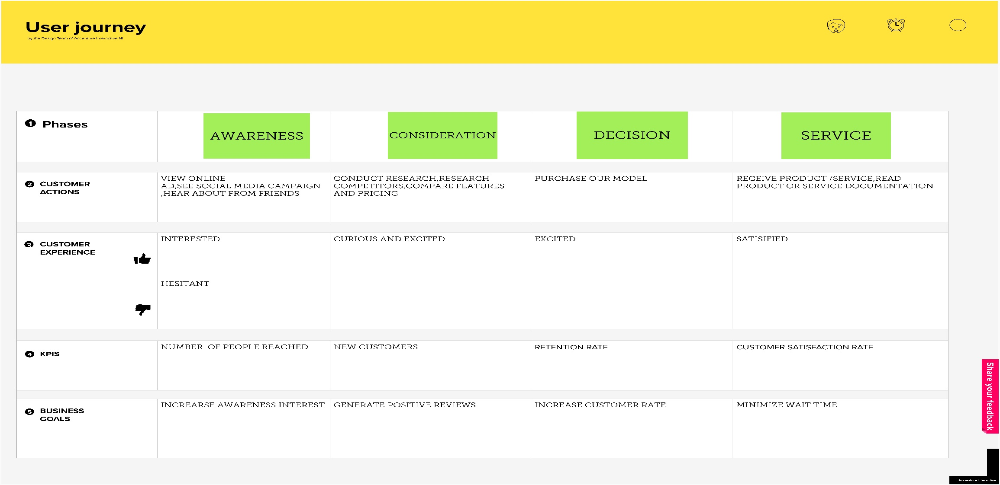 User journey
by the Design Team of Accenture Interactive NL
1 Phases
AWARENESS
CONSIDERATION
DECISION
SERVICE
2 CUSTOMER
ACTIONS
VIEW ONLINE
AD,SEE SOCIAL MEDIA CAMPAIGN
,HEAR ABOUT FROM FRIENDS
CONDUCT RESEARCH,RESEARCH
COMPETITORS,COMPARE FEATURES
AND PRICING
PURCHASE OUR MODEL
RECEIVE PRODUCT /SERVICE,READ
PRODUCT OR SERVICE DOCUMENTATION
3 CUSTOMER
EXPERIENCE
INTERESTED
HESITANT
CURIOUS AND EXCITED
EXCITED
SATISIFIED
4 KPIS
NUMBER OF PEOPLE REACHED
NEW CUSTOMERS
RETENTION RATE
CUSTOMER SATISFACTION RATE
5 BUSINESS
GOALS
INCREARSE AWARENESS INTEREST
GENERATE POSITIVE REVIEWS
INCREASE CUSTOMER RATE
MINIMIZE WAIT TIME
Share your feedback
Accenture Interactive